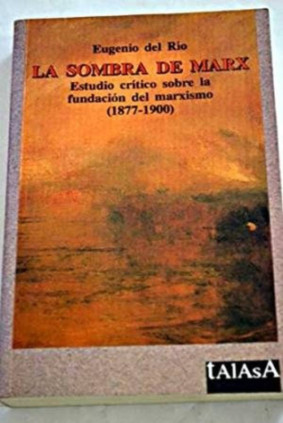 Eugenio del Río
LA SOMBRA DE MARX
Estudio crítico sobre la
fundación del marxismo
(1877-1900)
tAlAsA